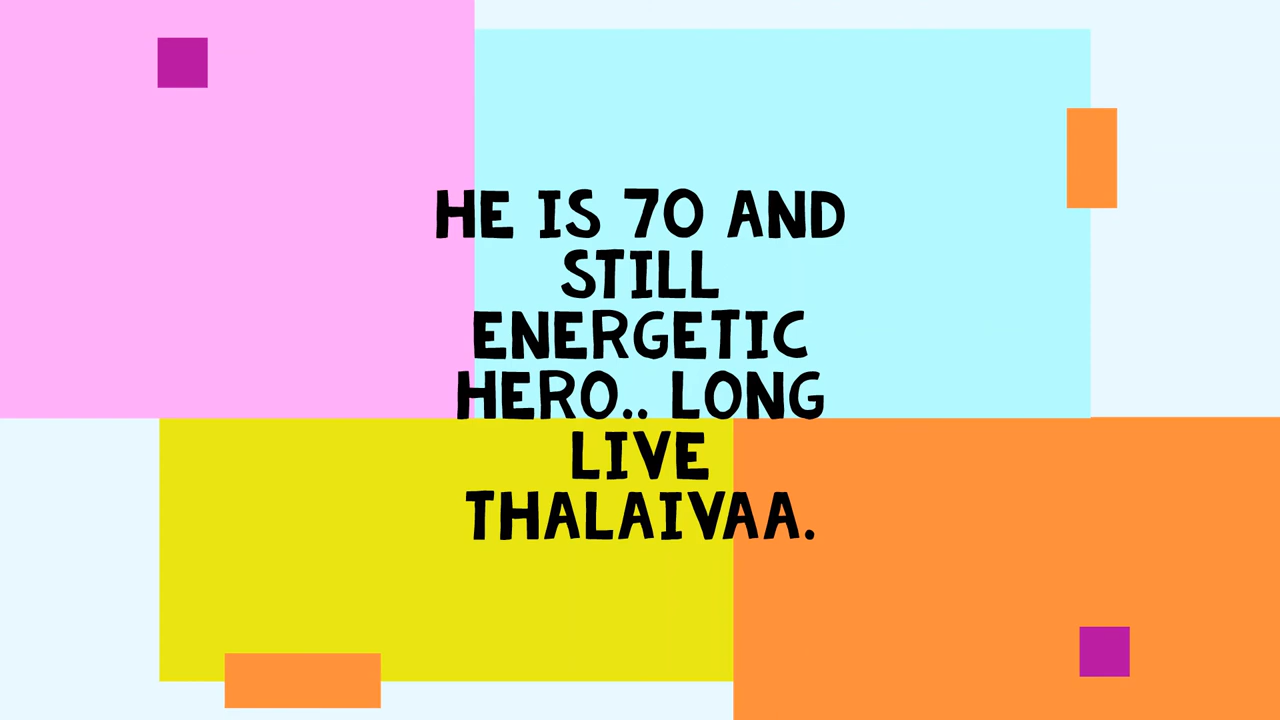 HE IS 70 AND
STILL
ENERGETIC
HERO.. LONG
LIVE
THALAIVAA.